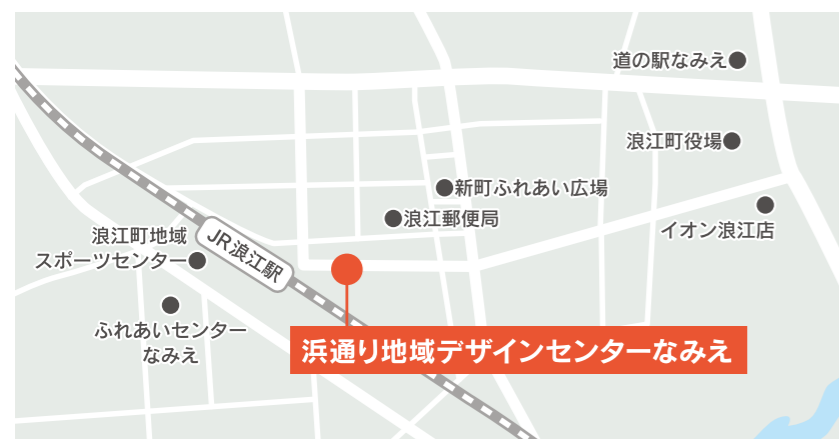 道の駅なみえ
浪江町役場
新町ふれあい広場
浪江郵便局
イオン浪江店
浪江町地域
スポーツセンター
JR浪江駅
ふれあいセンター
なみえ
浜通り地域デザインセンターなみえ